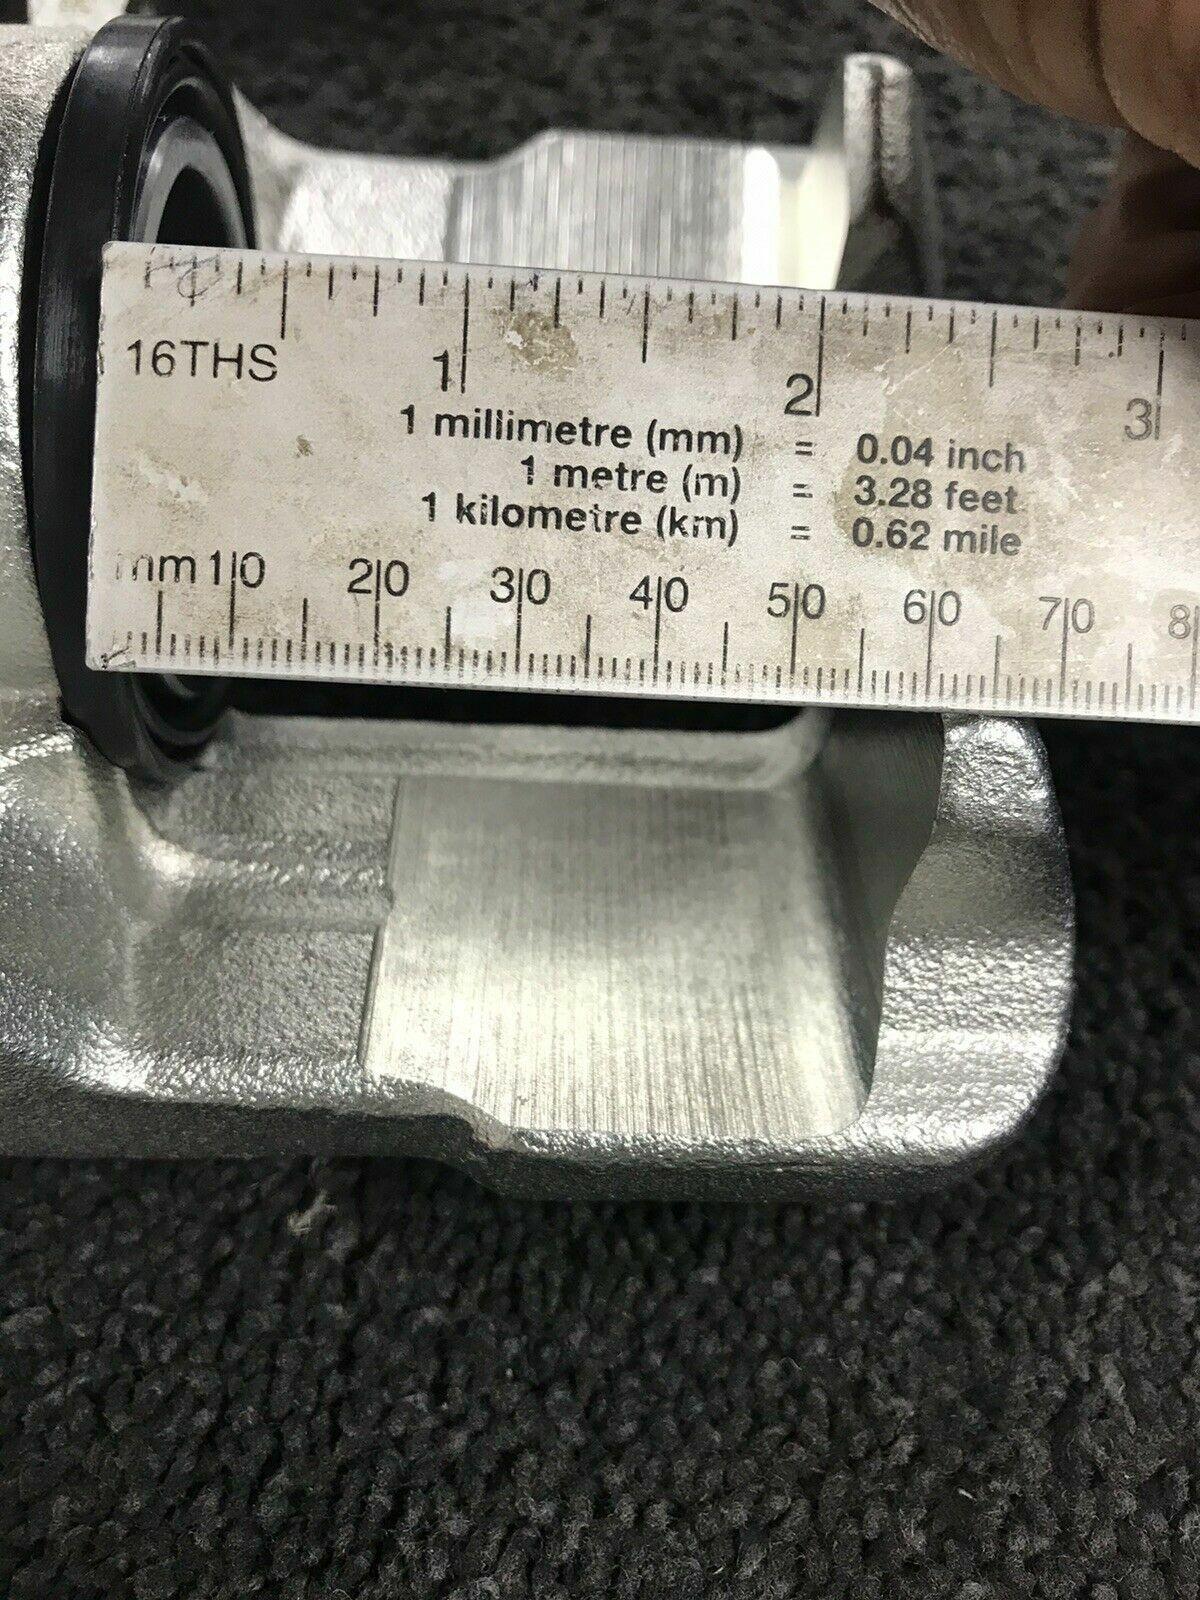 16THS 1 2 3
1 millimetre (mm) = 0.04 inch
1 metre (m) = 3.28 feet
1 kilometre (km) = 0.62 mile
mm 10 20 30 40 50 60 70 8